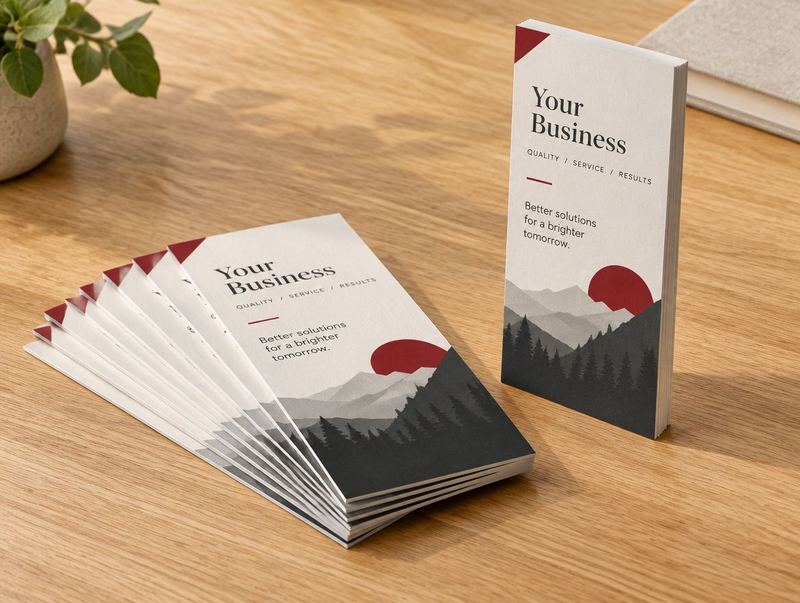 Your
Business
QUALITY / SERVICE / RESULTS
Better solutions
for a brighter
tomorrow.
Your
Business
QUALITY / SERVICE / RESULTS
Better solutions
for a brighter
tomorrow.